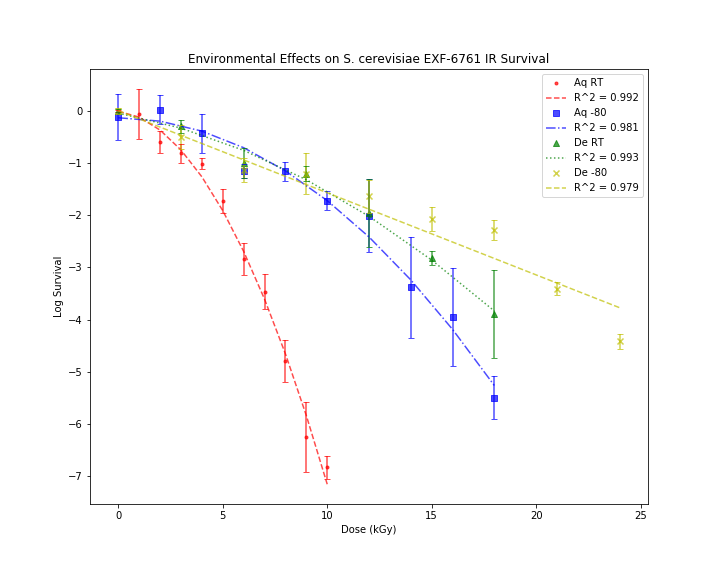 Environmental Effects on S. cerevisiae EXF-6761 IR Survival
Aq RT
R^2 = 0.992
Aq -80
R^2 = 0.981
De RT
R^2 = 0.993
De -80
R^2 = 0.979
Log Survival
0
−1
−2
−3
−4
−5
−6
−7
0 5 10 15 20 25
Dose (kGy)